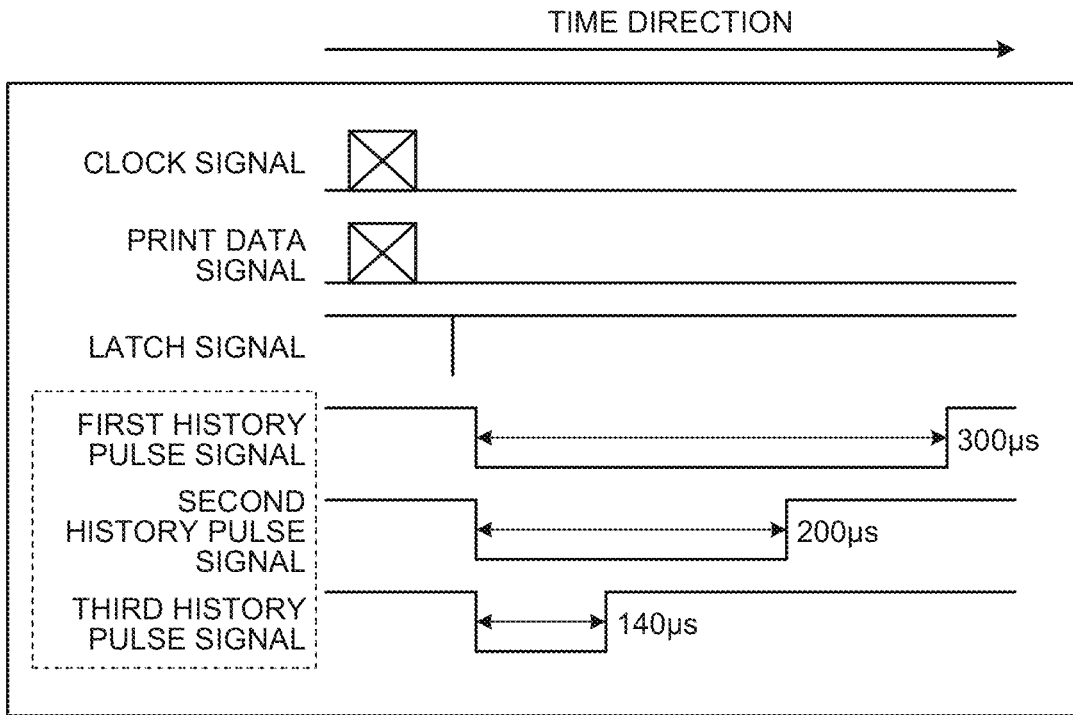 TIME DIRECTION
CLOCK SIGNAL
PRINT DATA
SIGNAL
LATCH SIGNAL
FIRST HISTORY
PULSE SIGNAL
300µs
SECOND
HISTORY PULSE
SIGNAL
200µs
THIRD HISTORY
PULSE SIGNAL
140µs